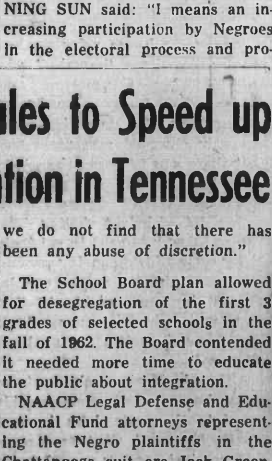 NING SUN said: "I means an in-
creasing participation by Negroes
in the electoral process and pro-
ules to Speed up
tion in Tennessee
we do not find that there has
been any abuse of discretion."
The School Board plan allowed
for desegregation of the first 3
grades of selected schools in the
fall of 1962. The Board contended
it needed more time to educate
the public about integration.
NAACP Legal Defense and Edu-
cational Fund attorneys represent-
ing the Negro plaintiffs in the